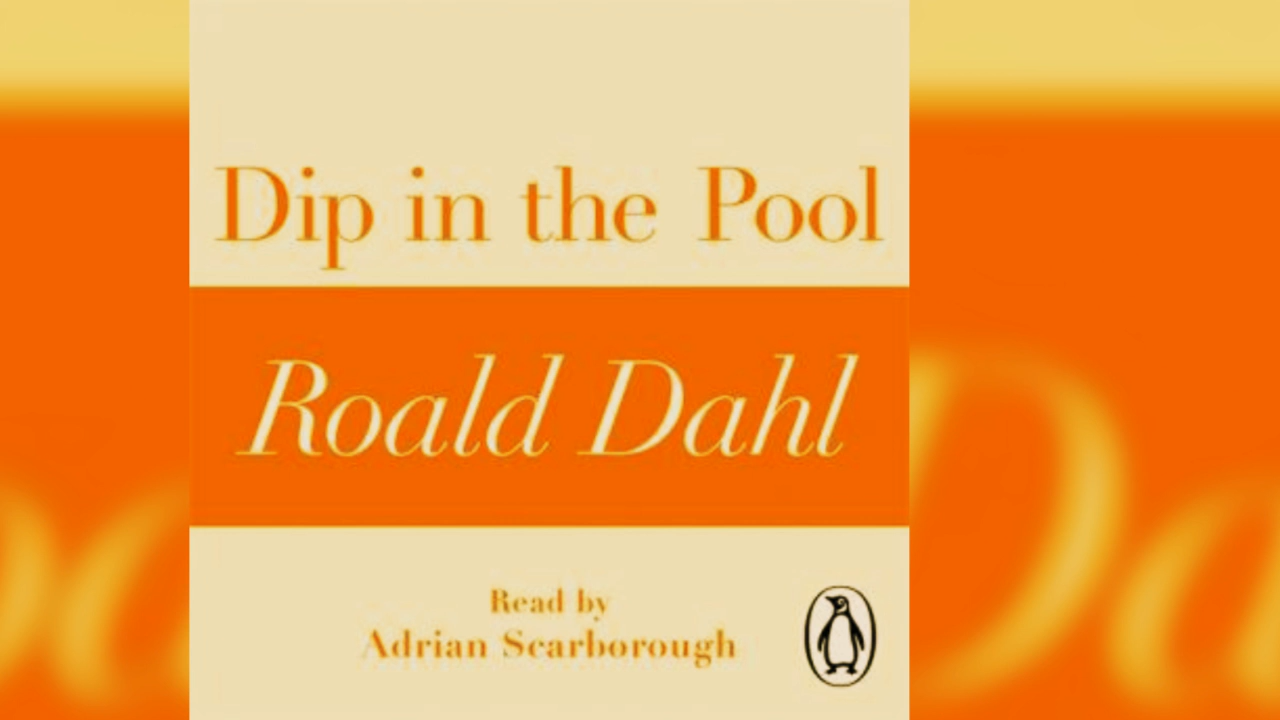 Dip in the Pool
Roald Dahl
Read by
Adrian Scarborough